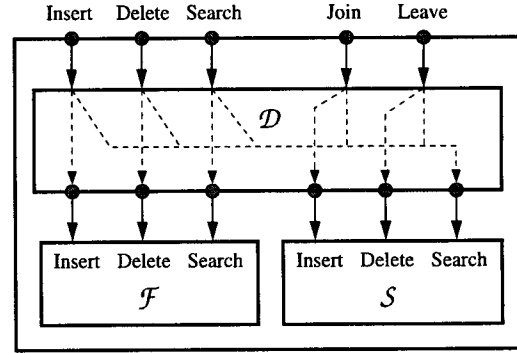 Insert Delete Search Join Leave
𝒟
Insert Delete Search Insert Delete Search
ℱ 𝒮